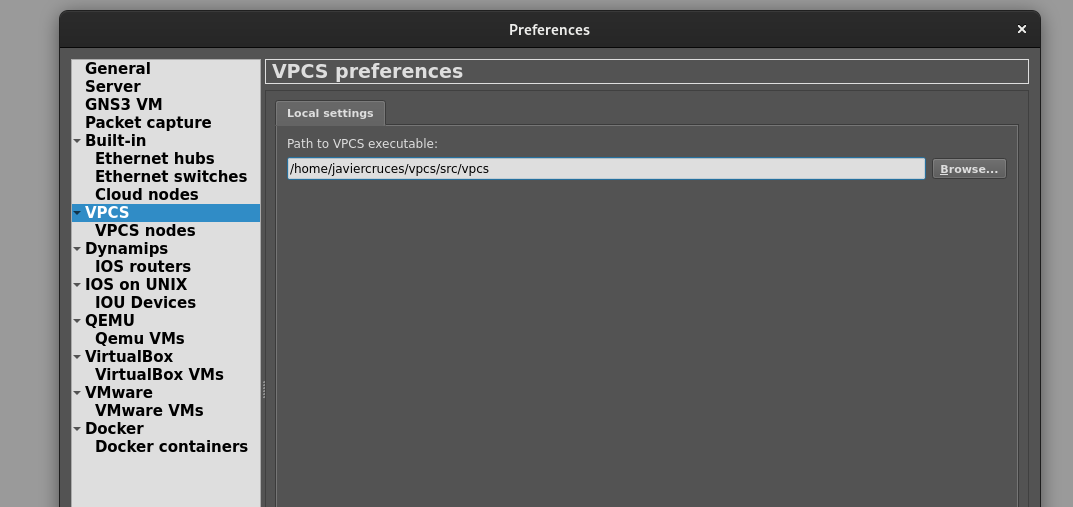 Preferences
×
General
Server
GNS3 VM
Packet capture
Built-in
Ethernet hubs
Ethernet switches
Cloud nodes
VPCS
VPCS nodes
Dynamips
IOS routers
IOS on UNIX
IOU Devices
QEMU
Qemu VMs
VirtualBox
VirtualBox VMs
VMware
VMware VMs
Docker
Docker containers
VPCS preferences
Local settings
Path to VPCS executable:
/home/javiercruces/vpcs/src/vpcs
Browse...